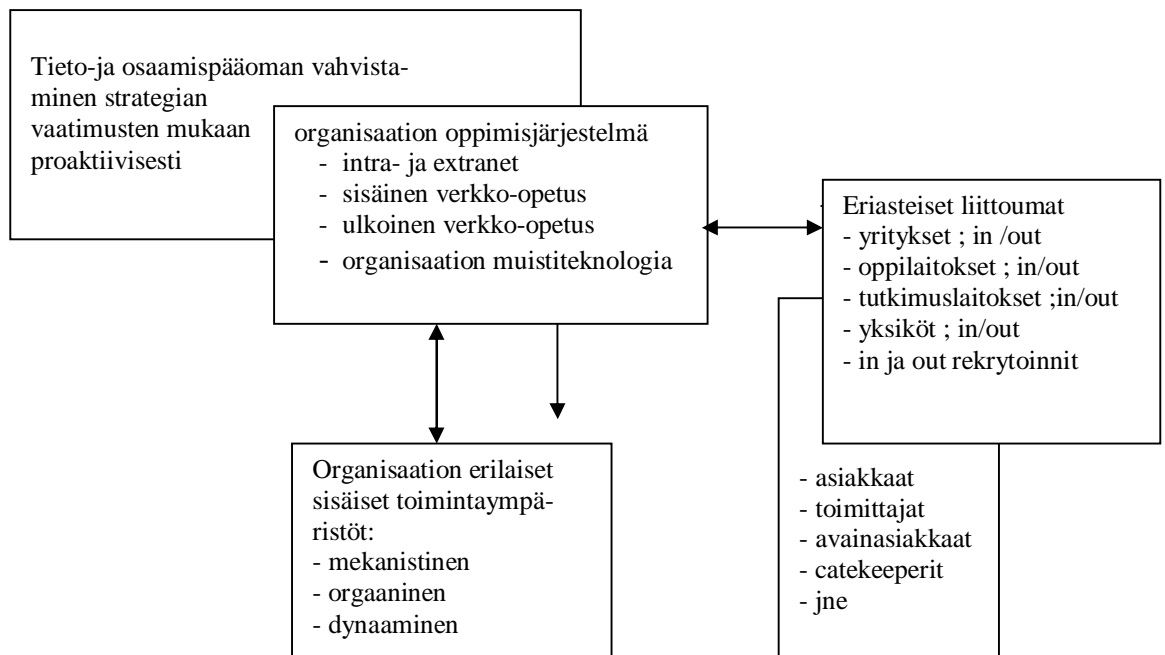 Tieto-ja osaamispääoman vahvista-
minen strategian
vaatimusten mukaan
proaktiivisesti
organisaation oppimisjärjestelmä
- intra- ja extranet
- sisäinen verkko-opetus
- ulkoinen verkko-opetus
- organisaation muistiteknologia
Eriasteiset liittoumat
- yritykset ; in /out
- oppilaitokset ; in/out
- tutkimuslaitokset ;in/out
- yksiköt ; in/out
- in ja out rekrytoinnit
Organisaation erilaiset
sisäiset toimintaympä-
ristöt:
- mekanistinen
- orgaaninen
- dynaaminen
- asiakkaat
- toimittajat
- avainasiakkaat
- catekeeperit
- jne